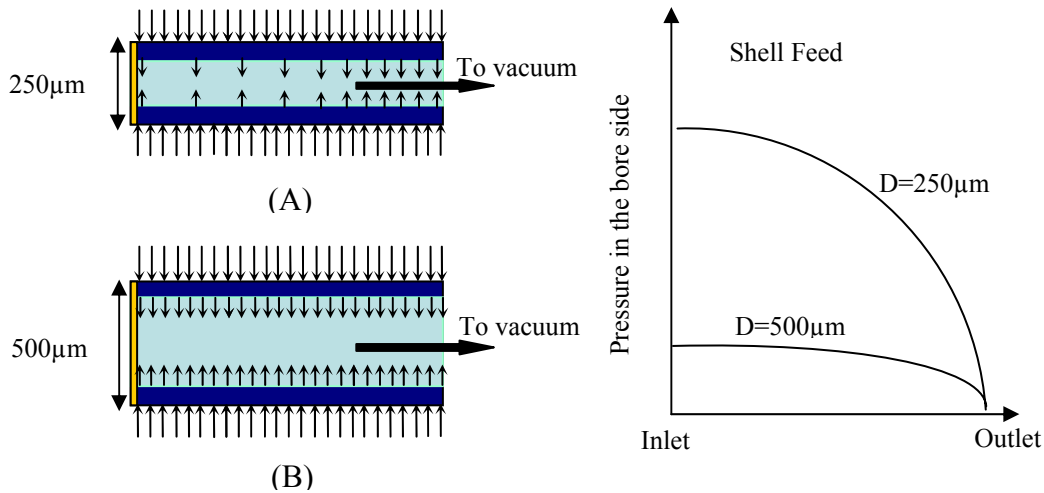 250µm
To vacuum
(A)
500µm
To vacuum
(B)
Shell Feed
Pressure in the bore side
D=250µm
D=500µm
Inlet
Outlet